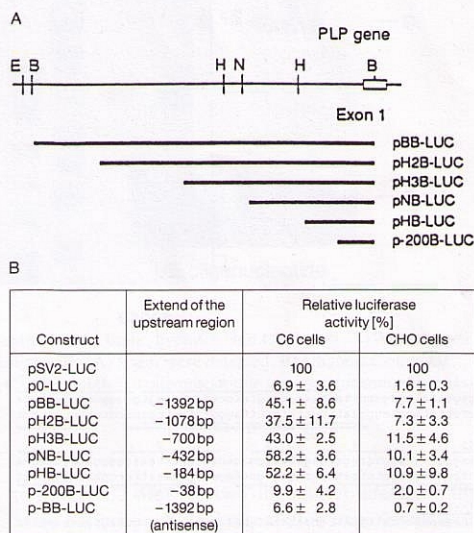 A
PLP gene
E B H N H B
Exon 1
pBB-LUC
pH2B-LUC
pH3B-LUC
pNB-LUC
pHB-LUC
p-200B-LUC
B
Construct Extend of the upstream region Relative luciferase activity [%]
C6 cells CHO cells
pSV2-LUC 100 100
p0-LUC 6.9 ± 3.6 1.6 ± 0.3
pBB-LUC −1392 bp 45.1 ± 8.6 7.7 ± 1.1
pH2B-LUC −1078 bp 37.5 ± 11.7 7.3 ± 3.3
pH3B-LUC −700 bp 43.0 ± 2.5 11.5 ± 4.6
pNB-LUC −432 bp 58.2 ± 3.6 10.1 ± 3.4
pHB-LUC −184 bp 52.2 ± 6.4 10.9 ± 9.8
p-200B-LUC −38 bp 9.9 ± 4.2 2.0 ± 0.7
p-BB-LUC −1392 bp 6.6 ± 2.8 0.7 ± 0.2
(antisense)